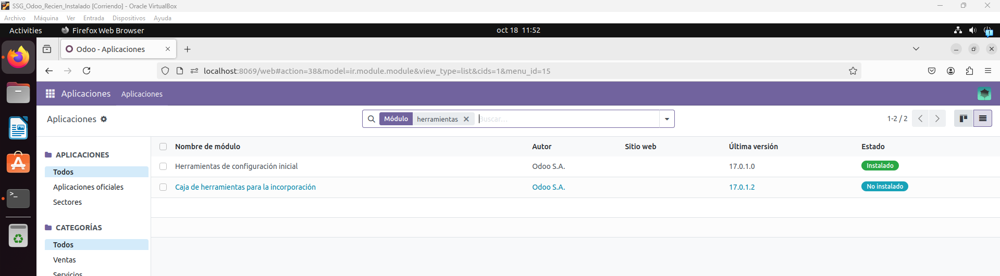 SSG_Odoo_Recien_Instalado [Corriendo] - Oracle VirtualBox
Archivo Máquina Ver Entrada Dispositivos Ayuda
Activities Firefox Web Browser oct 18 11:52
Odoo - Aplicaciones
localhost:8069/web#action=38&model=ir.module.module&view_type=list&cids=1&menu_id=15
Aplicaciones Aplicaciones
Aplicaciones Módulo herramientas Buscar... 1-2 / 2
APLICACIONES
Todos
Aplicaciones oficiales
Sectores
CATEGORÍAS
Todos
Ventas
Servicios
Nombre de módulo Autor Sitio web Última versión Estado
Herramientas de configuración inicial Odoo S.A. 17.0.1.0 Instalado
Caja de herramientas para la incorporación Odoo S.A. 17.0.1.2 No instalado